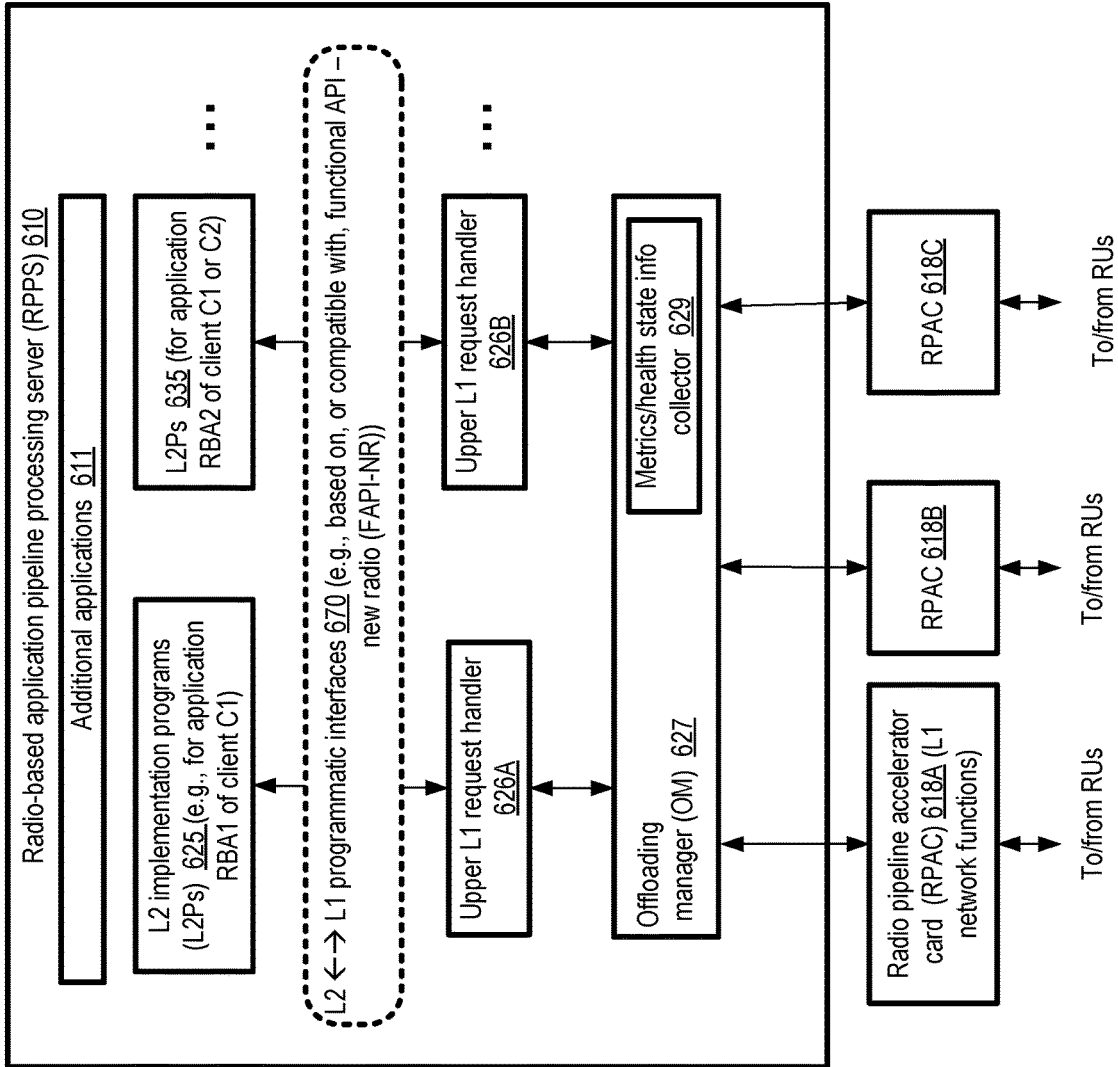 Radio-based application pipeline processing server (RPPS) 610
Additional applications 611
L2 implementation programs
(L2Ps) 625 (e.g., for application
RBA1 of client C1)
L2Ps 635 (for application
RBA2 of client C1 or C2)
...
L2 ←→ L1 programmatic interfaces 670 (e.g., based on, or compatible with, functional API –
new radio (FAPI-NR))
Upper L1 request handler
626A
Upper L1 request handler
626B
...
Offloading
manager (OM) 627
Metrics/health state info
collector 629
Radio pipeline accelerator
card (RPAC) 618A (L1
network functions)
RPAC 618B
RPAC 618C
To/from RUs
To/from RUs
To/from RUs